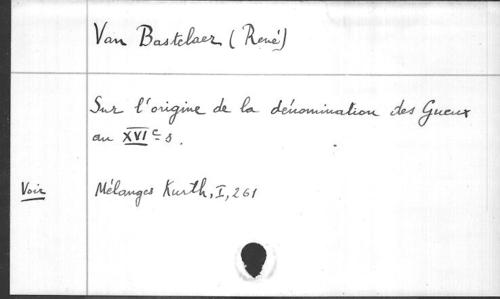 Van Bastelaer (René)
Sur l'origine de la dénomination des Gueux
au XVIe s.
Voir Mélanges Kurth, I, 261